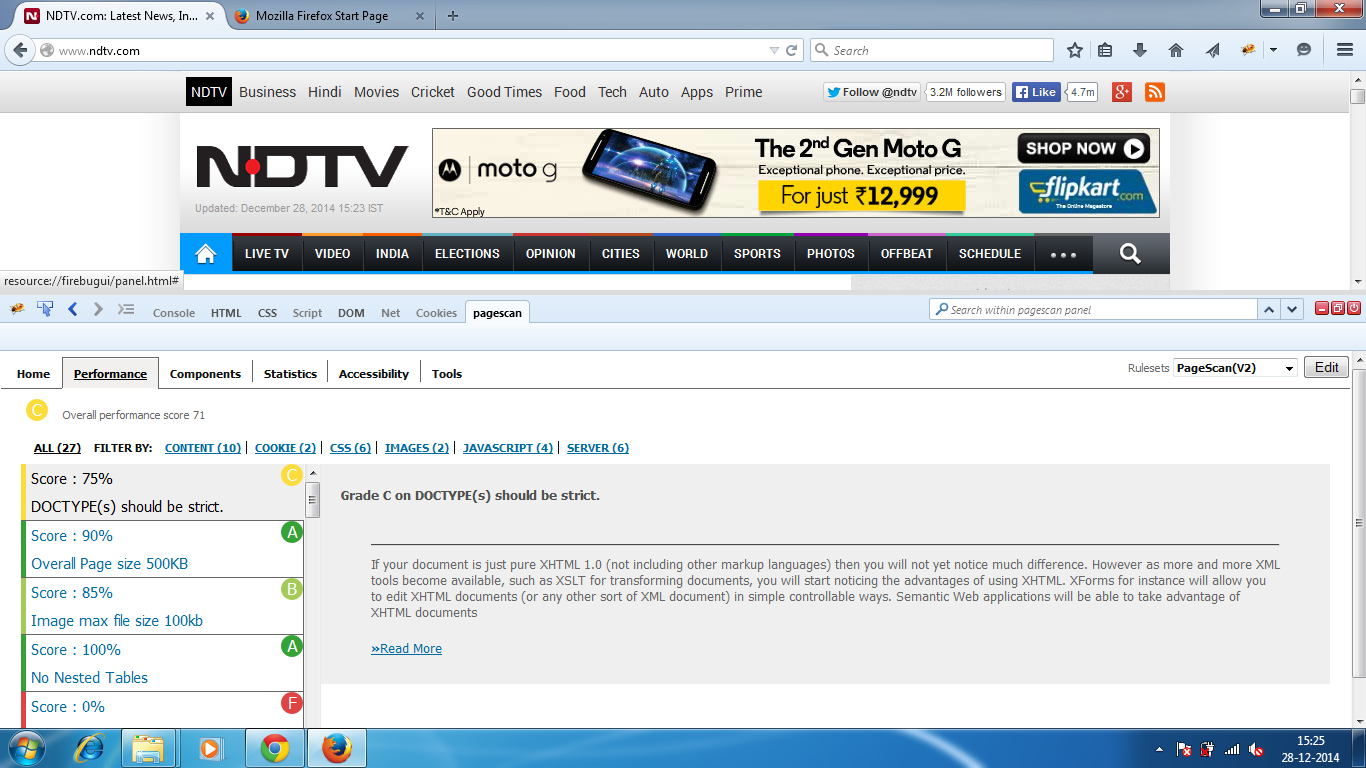 NDTV.com: Latest News, In...
Mozilla Firefox Start Page
www.ndtv.com
Search
NDTV Business Hindi Movies Cricket Good Times Food Tech Auto Apps Prime
Follow @ndtv 3.2M followers
f Like 4.7m
g+
NDTV
Updated: December 28, 2014 15:23 IST
moto g
*T&C Apply
The 2nd Gen Moto G
Exceptional phone. Exceptional price.
For just ₹12,999
SHOP NOW
flipkart.com
The Online Megastore
LIVE TV VIDEO INDIA ELECTIONS OPINION CITIES WORLD SPORTS PHOTOS OFFBEAT SCHEDULE
resource://firebugui/panel.html#
Console HTML CSS Script DOM Net Cookies pagescan
Search within pagescan panel
Home Performance Components Statistics Accessibility Tools
Rulesets PageScan(V2) Edit
C Overall performance score 71
ALL (27) FILTER BY: CONTENT (10) COOKIE (2) CSS (6) IMAGES (2) JAVASCRIPT (4) SERVER (6)
Score : 75% C
DOCTYPE(s) should be strict.
Score : 90% A
Overall Page size 500KB
Score : 85% B
Image max file size 100kb
Score : 100% A
No Nested Tables
Score : 0% F
Grade C on DOCTYPE(s) should be strict.
If your document is just pure XHTML 1.0 (not including other markup languages) then you will not yet notice much difference. However as more and more XML
tools become available, such as XSLT for transforming documents, you will start noticing the advantages of using XHTML. XForms for instance will allow you
to edit XHTML documents (or any other sort of XML document) in simple controllable ways. Semantic Web applications will be able to take advantage of
XHTML documents
»Read More
15:25
28-12-2014